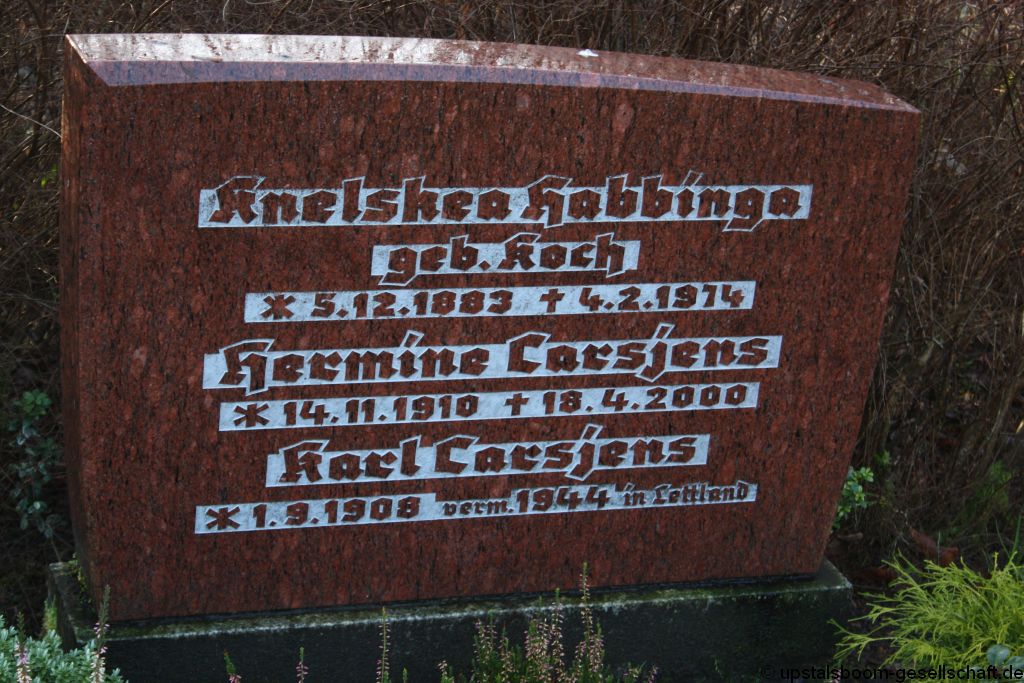 Knelskea Habbinga
geb. Koch
* 5.12.1883 † 4.2.1974
Hermine Carsjens
* 14.11.1910 † 18.4.2000
Karl Carsjens
* 1.9.1908 verm. 1944 in Lettland
© upstalsboom-gesellschaft.de